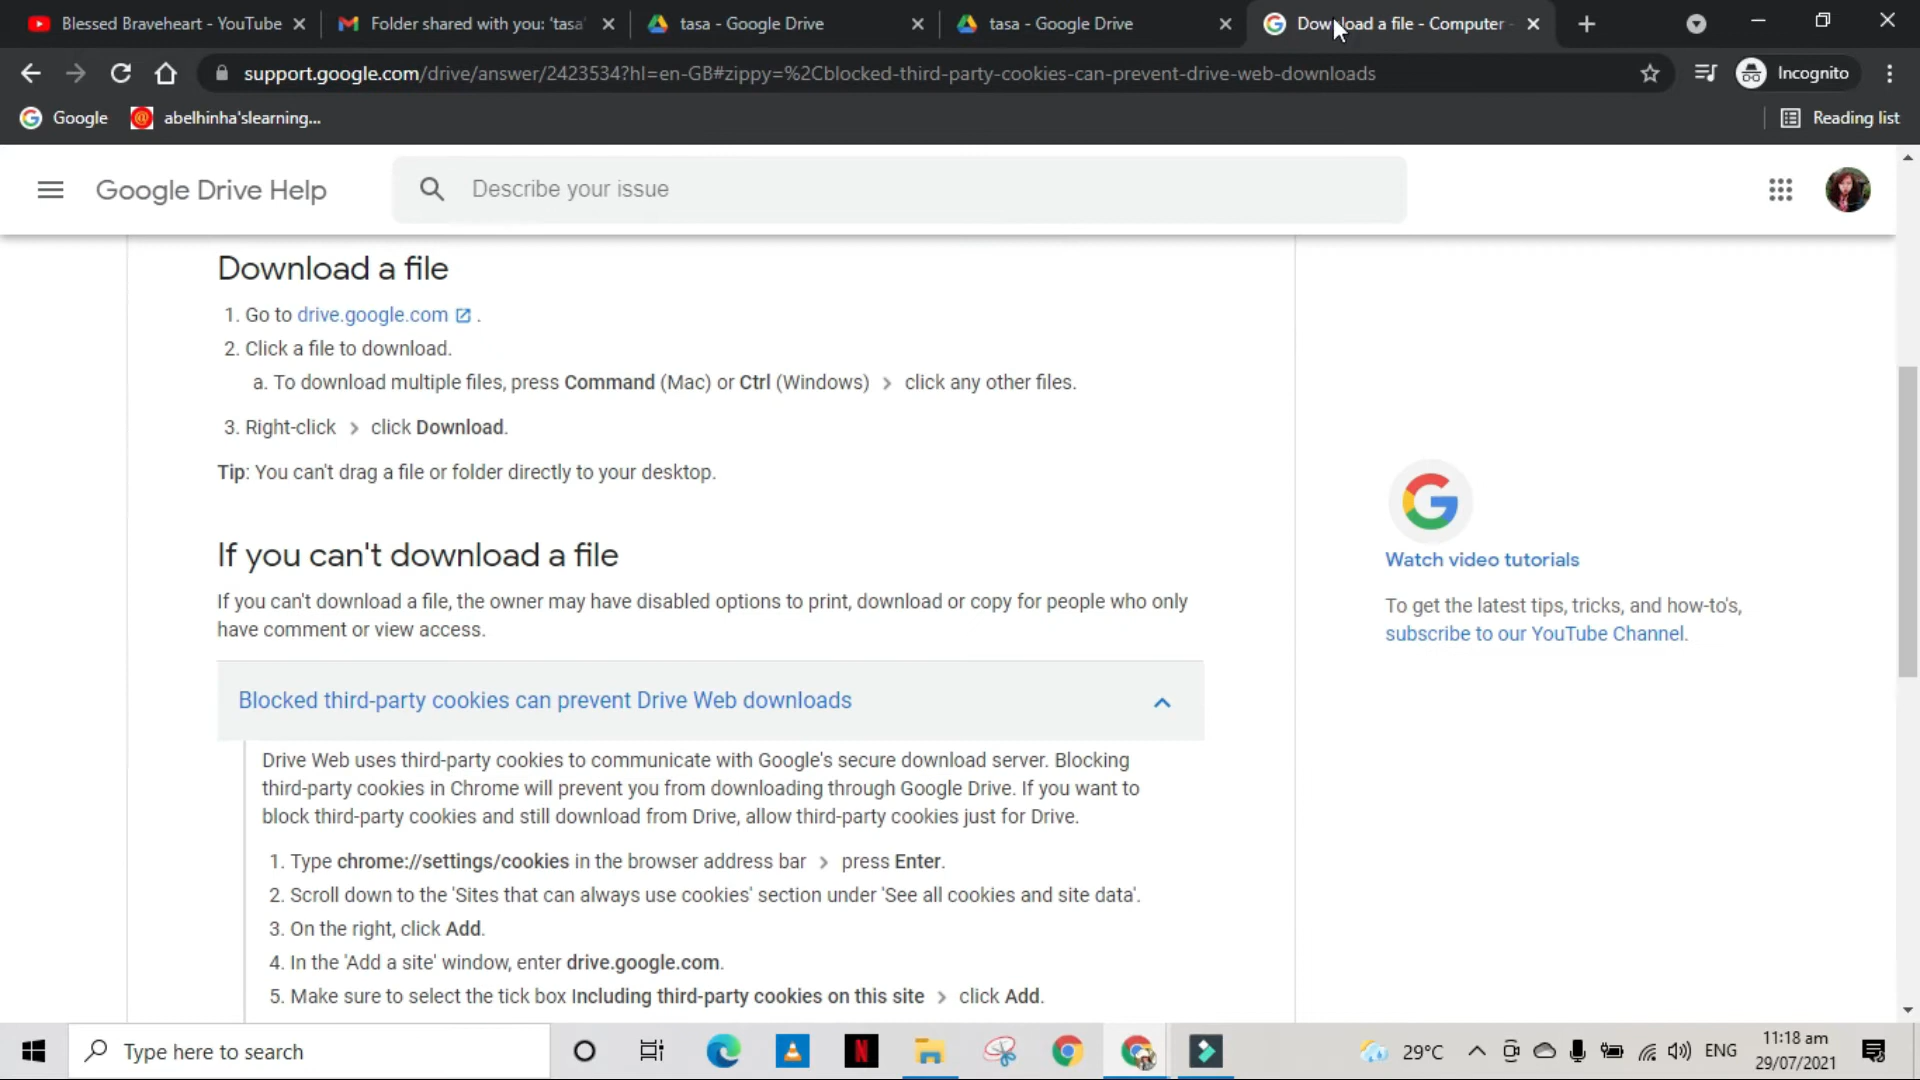 Blessed Braveheart - YouTube
Folder shared with you: 'tasa'
tasa - Google Drive
tasa - Google Drive
Download a file - Computer -
support.google.com/drive/answer/2423534?hl=en-GB#zippy=%2Cblocked-third-party-cookies-can-prevent-drive-web-downloads
Incognito
Google
abelhinha'slearning...
Reading list
Google Drive Help
Describe your issue
Download a file
1. Go to drive.google.com .
2. Click a file to download.
a. To download multiple files, press Command (Mac) or Ctrl (Windows) > click any other files.
3. Right-click > click Download.
Tip: You can't drag a file or folder directly to your desktop.
If you can't download a file
If you can't download a file, the owner may have disabled options to print, download or copy for people who only
have comment or view access.
Blocked third-party cookies can prevent Drive Web downloads
Drive Web uses third-party cookies to communicate with Google's secure download server. Blocking
third-party cookies in Chrome will prevent you from downloading through Google Drive. If you want to
block third-party cookies and still download from Drive, allow third-party cookies just for Drive.
1. Type chrome://settings/cookies in the browser address bar > press Enter.
2. Scroll down to the 'Sites that can always use cookies' section under 'See all cookies and site data'.
3. On the right, click Add.
4. In the 'Add a site' window, enter drive.google.com.
5. Make sure to select the tick box Including third-party cookies on this site > click Add.
Watch video tutorials
To get the latest tips, tricks, and how-to's,
subscribe to our YouTube Channel.
Type here to search
29°C
ENG
11:18 am
29/07/2021